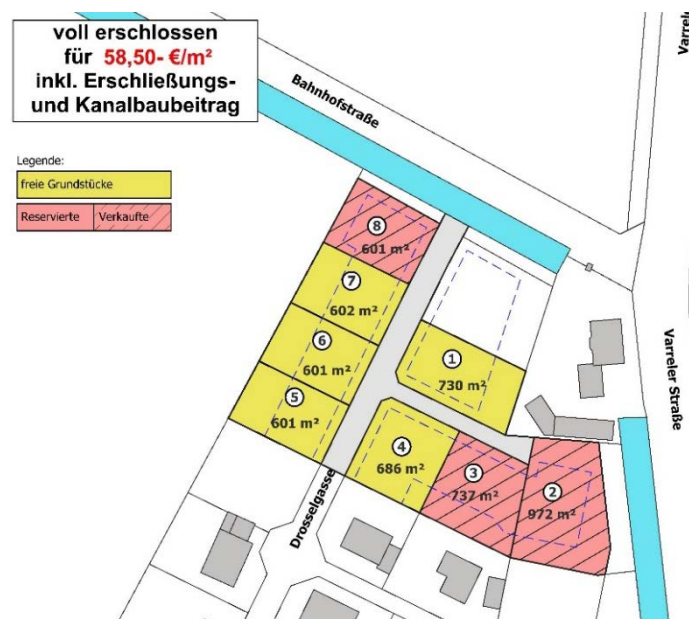 voll erschlossen
für 58,50- €/m²
inkl. Erschließungs-
und Kanalbaubeitrag
Legende:
freie Grundstücke
Reservierte Verkaufte
Bahnhofstraße
Varrel
Varreler Straße
Drosselgasse
8
601 m²
7
602 m²
6
601 m²
5
601 m²
1
730 m²
4
686 m²
3
737 m²
2
972 m²